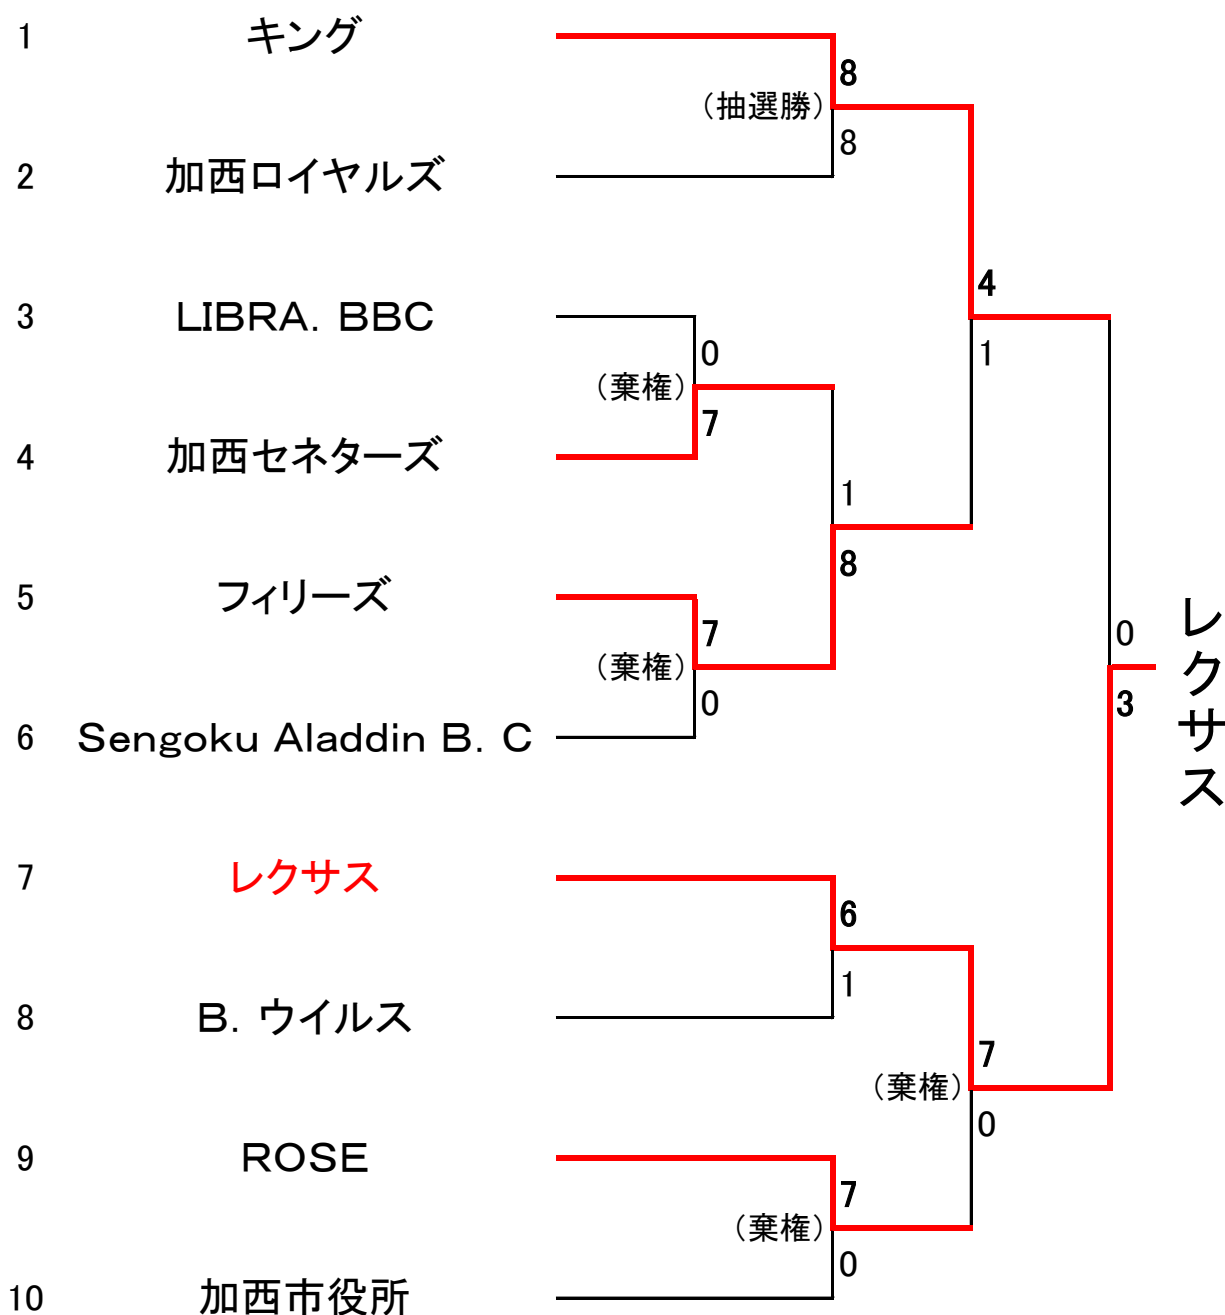 1 キング
8
(抽選勝)
8
2 加西ロイヤルズ
4
3 LIBRA. BBC
1
0
(棄権)
7
4 加西セネターズ
1
8
5 フィリーズ
7
0
(棄権)
3
0
6 Sengoku Aladdin B. C
レクサス
7 レクサス
6
1
8 B. ウイルス
7
(棄権)
0
9 ROSE
7
(棄権)
0
10 加西市役所